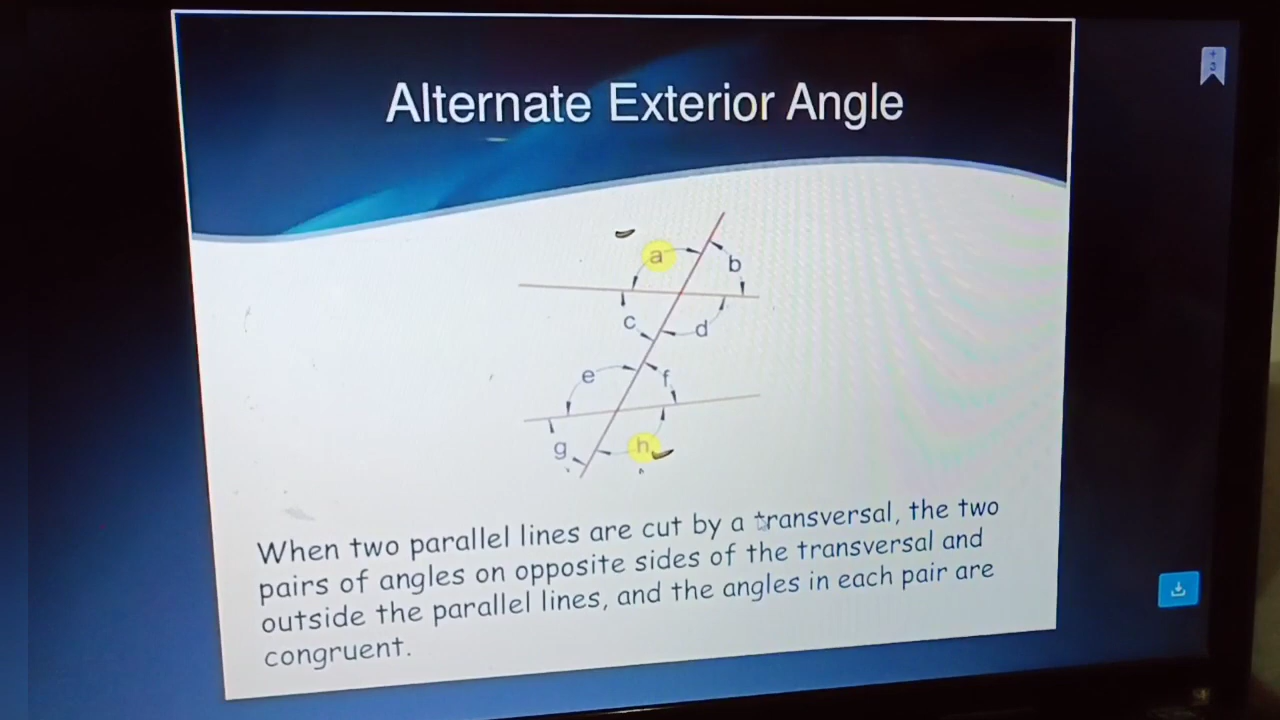 Alternate Exterior Angle
a
b
c
d
e
f
g
h
When two parallel lines are cut by a transversal, the two
pairs of angles on opposite sides of the transversal and
outside the parallel lines, and the angles in each pair are
congruent.